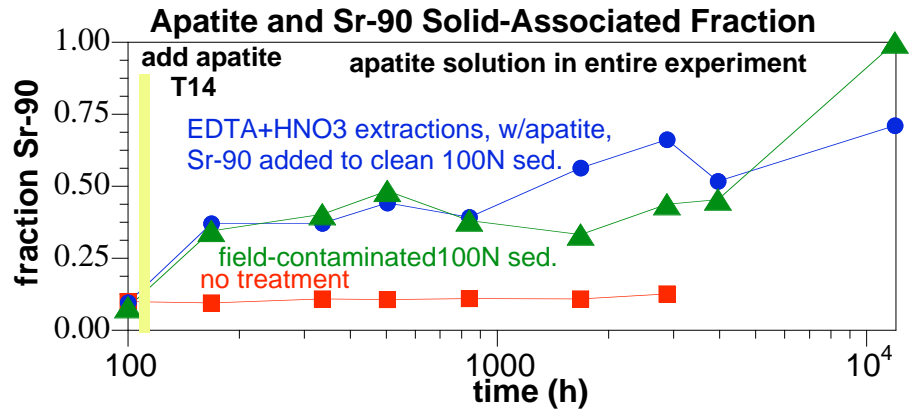 Apatite and Sr-90 Solid-Associated Fraction
1.00
add apatite
T14
apatite solution in entire experiment
0.75
EDTA+HNO3 extractions, w/apatite,
Sr-90 added to clean 100N sed.
fraction Sr-90
0.50
0.25
field-contaminated100N sed.
no treatment
0.00
100
1000
10⁴
time (h)